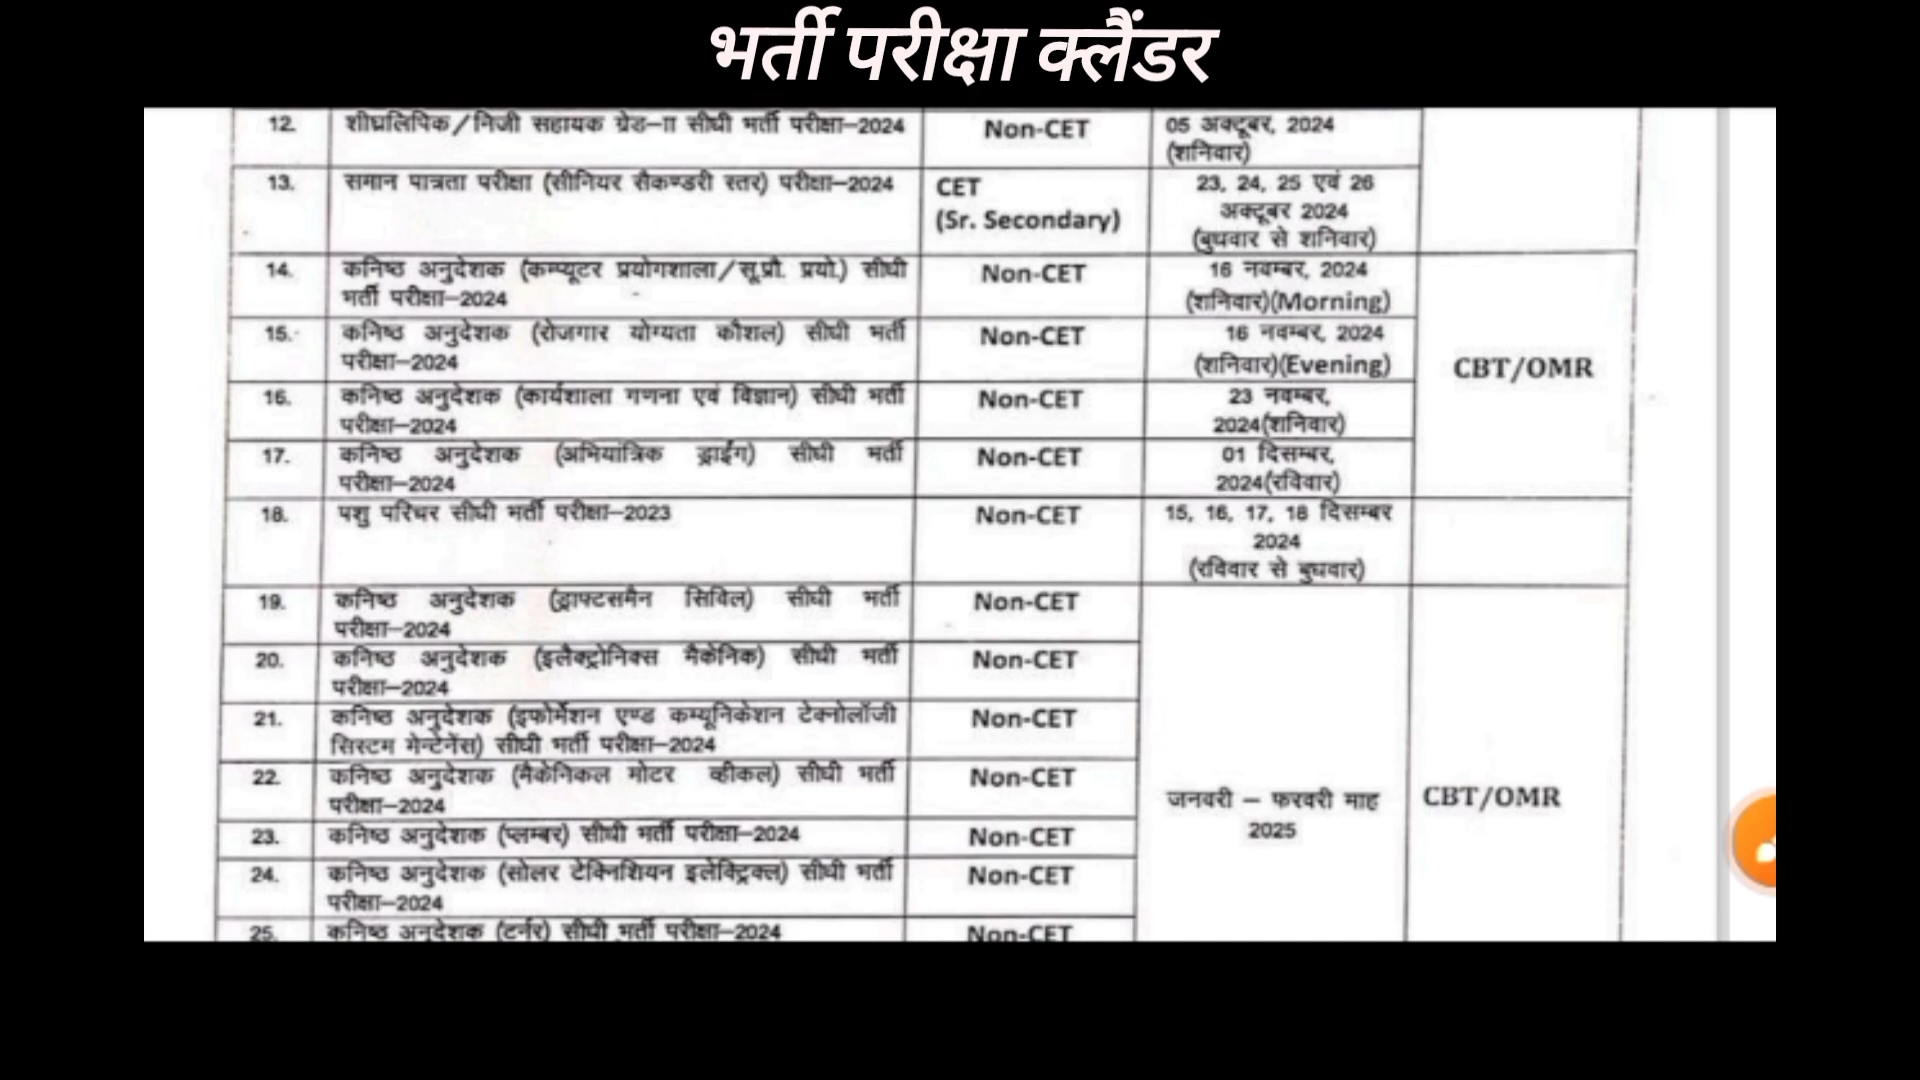 भर्ती परीक्षा क्लैंडर
12. शीघ्रलिपिक/निजी सहायक ग्रेड-II सीधी भर्ती परीक्षा-2024 Non-CET 05 अक्टूबर, 2024
(शनिवार)
13. समान पात्रता परीक्षा (सीनियर सैकण्डरी स्तर) परीक्षा-2024 CET 23, 24, 25 एवं 26
(Sr. Secondary) अक्टूबर 2024
(बुधवार से शनिवार)
14. कनिष्ठ अनुदेशक (कम्प्यूटर प्रयोगशाला/सू.प्रौ. प्रयो.) सीधी Non-CET 16 नवम्बर, 2024
भर्ती परीक्षा-2024 (शनिवार)(Morning)
15. कनिष्ठ अनुदेशक (रोजगार योग्यता कौशल) सीधी भर्ती Non-CET 16 नवम्बर, 2024
परीक्षा-2024 (शनिवार)(Evening)
CBT/OMR
16. कनिष्ठ अनुदेशक (कार्यशाला गणना एवं विज्ञान) सीधी भर्ती Non-CET 23 नवम्बर,
परीक्षा-2024 2024(शनिवार)
17. कनिष्ठ अनुदेशक (अभियांत्रिक ड्राईंग) सीधी भर्ती Non-CET 01 दिसम्बर,
परीक्षा-2024 2024(रविवार)
18. पशु परिचर सीधी भर्ती परीक्षा-2023 Non-CET 15, 16, 17, 18 दिसम्बर
2024
(रविवार से बुधवार)
19. कनिष्ठ अनुदेशक (ड्राफ्टसमैन सिविल) सीधी भर्ती Non-CET
परीक्षा-2024
20. कनिष्ठ अनुदेशक (इलैक्ट्रोनिक्स मैकेनिक) सीधी भर्ती Non-CET
परीक्षा-2024
21. कनिष्ठ अनुदेशक (इफोर्मेशन एण्ड कम्यूनिकेशन टेक्नोलॉजी Non-CET
सिस्टम मेन्टेनेंस) सीधी भर्ती परीक्षा-2024
22. कनिष्ठ अनुदेशक (मैकेनिकल मोटर व्हीकल) सीधी भर्ती Non-CET
परीक्षा-2024
जनवरी - फरवरी माह CBT/OMR
2025
23. कनिष्ठ अनुदेशक (प्लम्बर) सीधी भर्ती परीक्षा-2024 Non-CET
24. कनिष्ठ अनुदेशक (सोलर टेक्निशियन इलेक्ट्रिक्ल) सीधी भर्ती Non-CET
परीक्षा-2024
25. कनिष्ठ अनुदेशक (टर्नर) सीधी भर्ती परीक्षा-2024 Non-CET